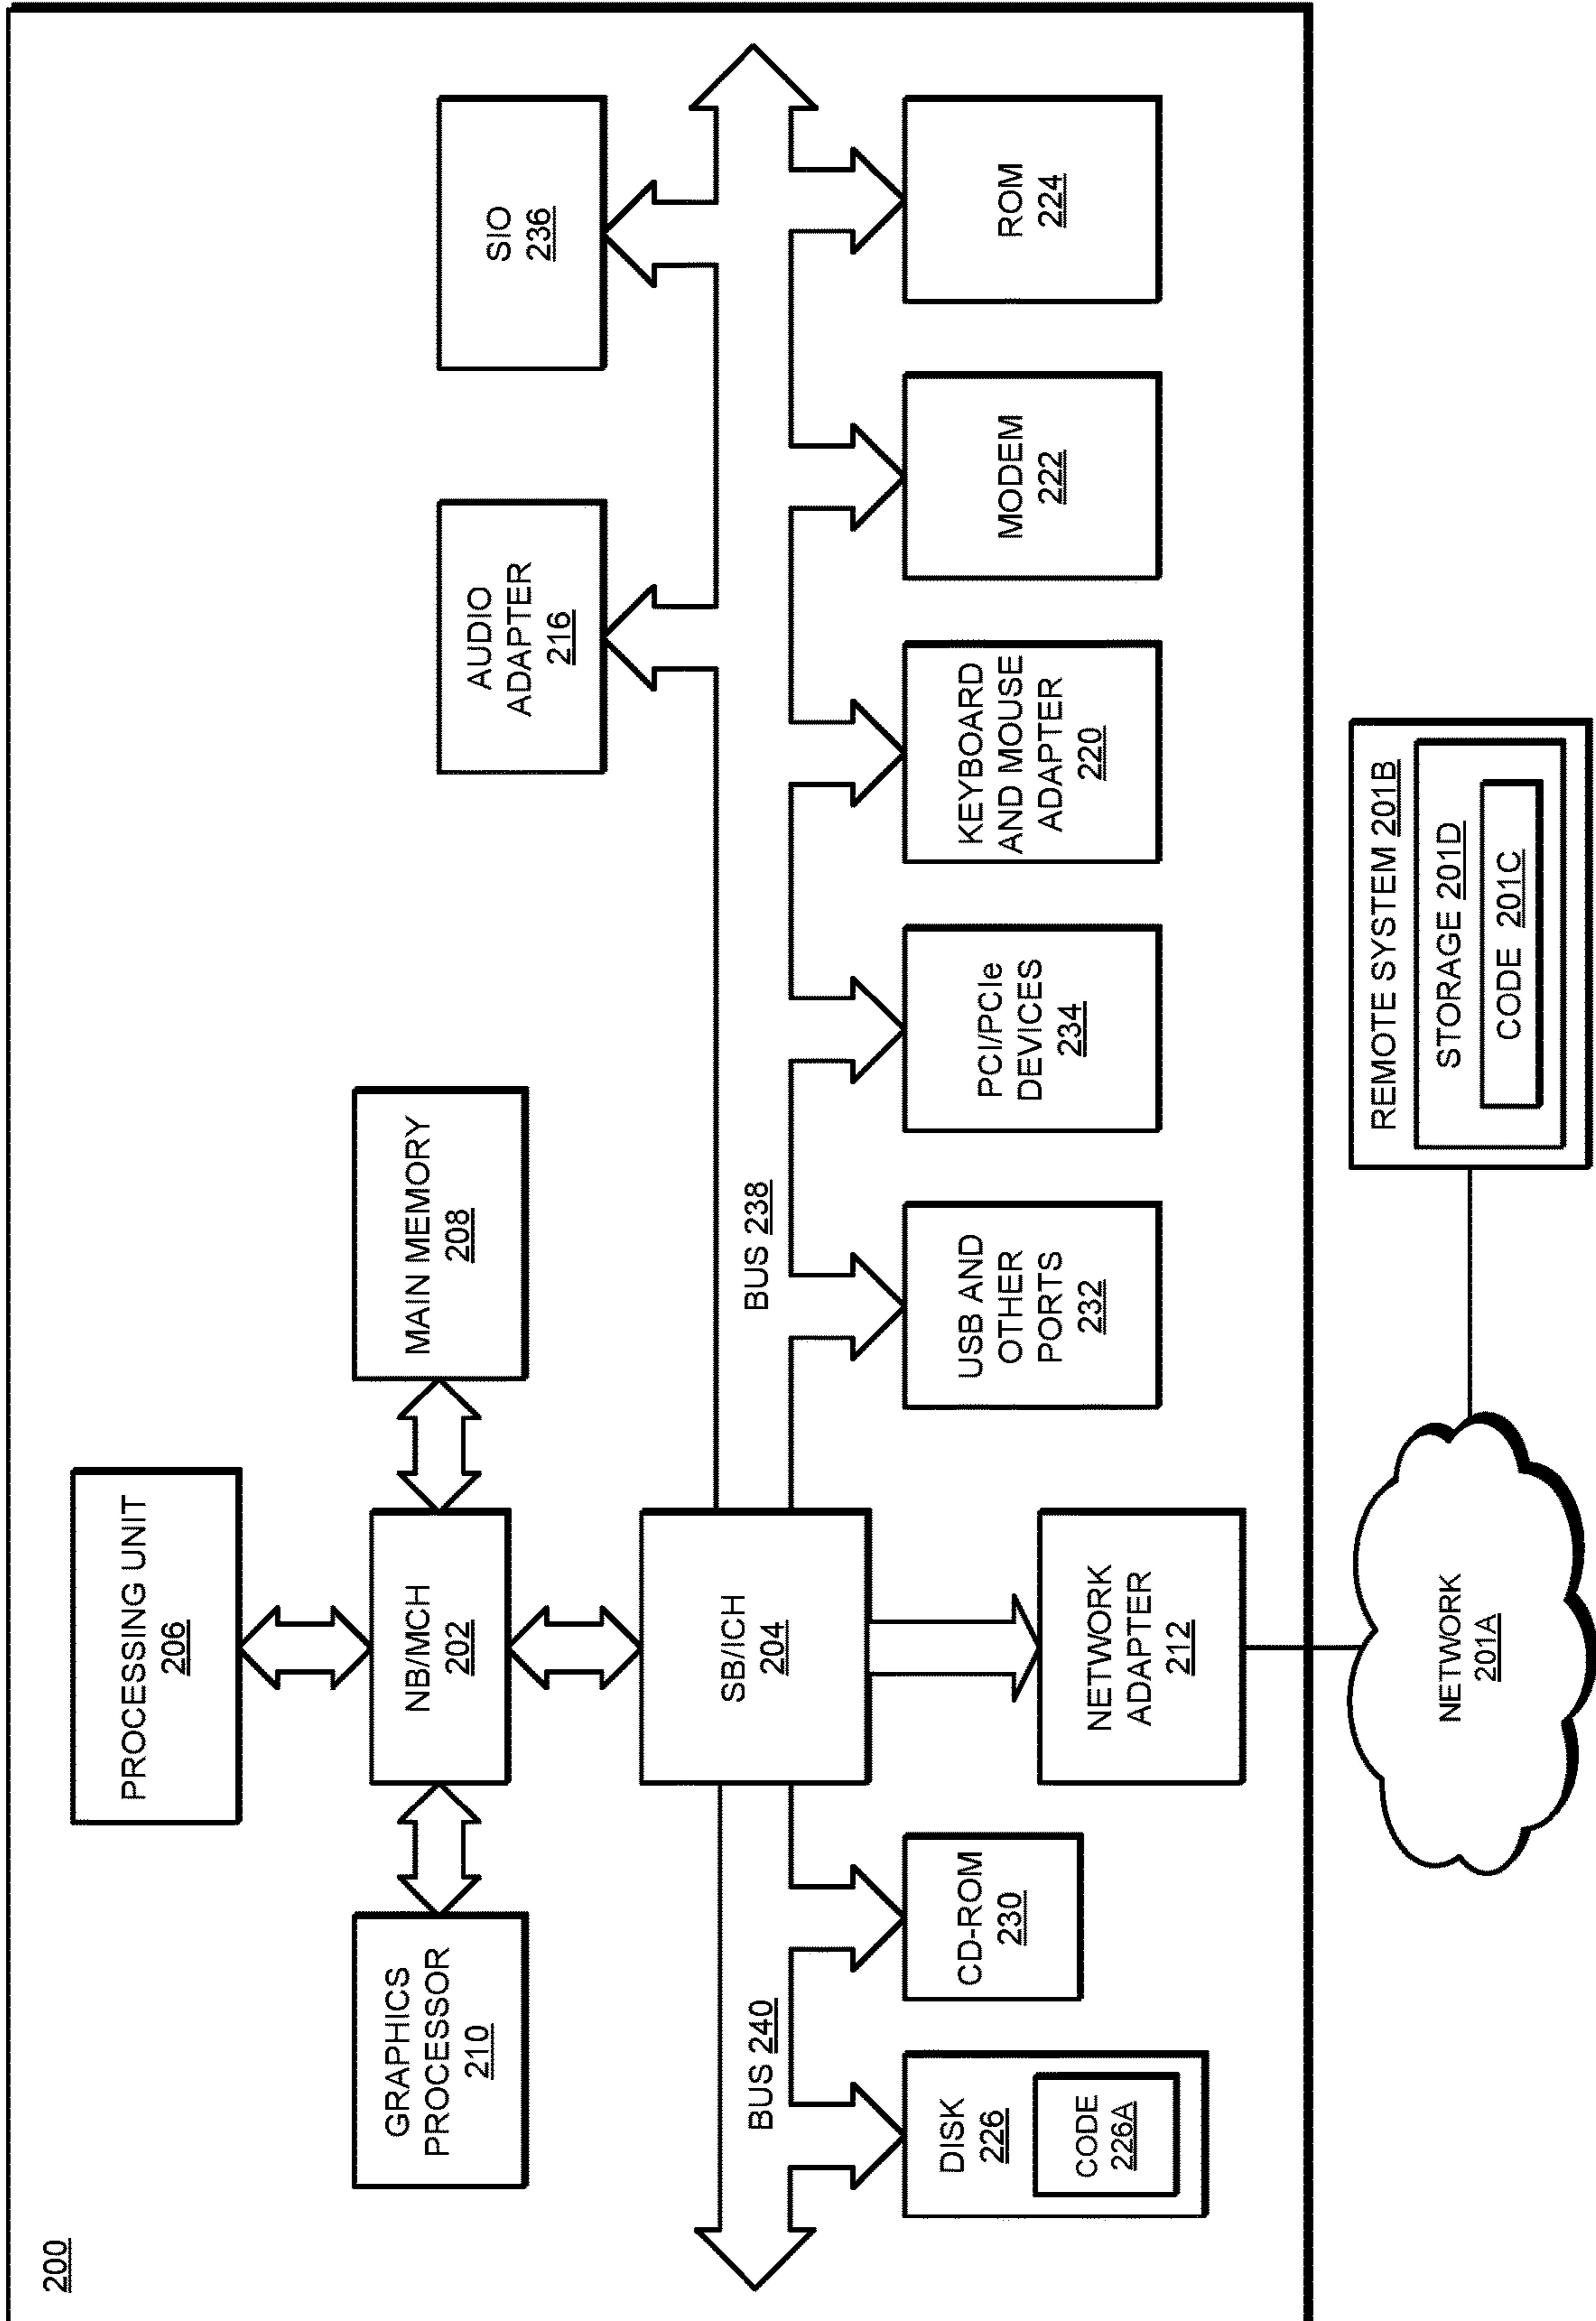 200
PROCESSING UNIT
206
GRAPHICS
PROCESSOR
210
NB/MCH
202
MAIN MEMORY
208
AUDIO
ADAPTER
216
SIO
236
SB/ICH
204
BUS 240
BUS 238
DISK
226
CODE
226A
CD-ROM
230
NETWORK
ADAPTER
212
USB AND
OTHER
PORTS
232
PCI/PCIe
DEVICES
234
KEYBOARD
AND MOUSE
ADAPTER
220
MODEM
222
ROM
224
NETWORK
201A
REMOTE SYSTEM 201B
STORAGE 201D
CODE 201C